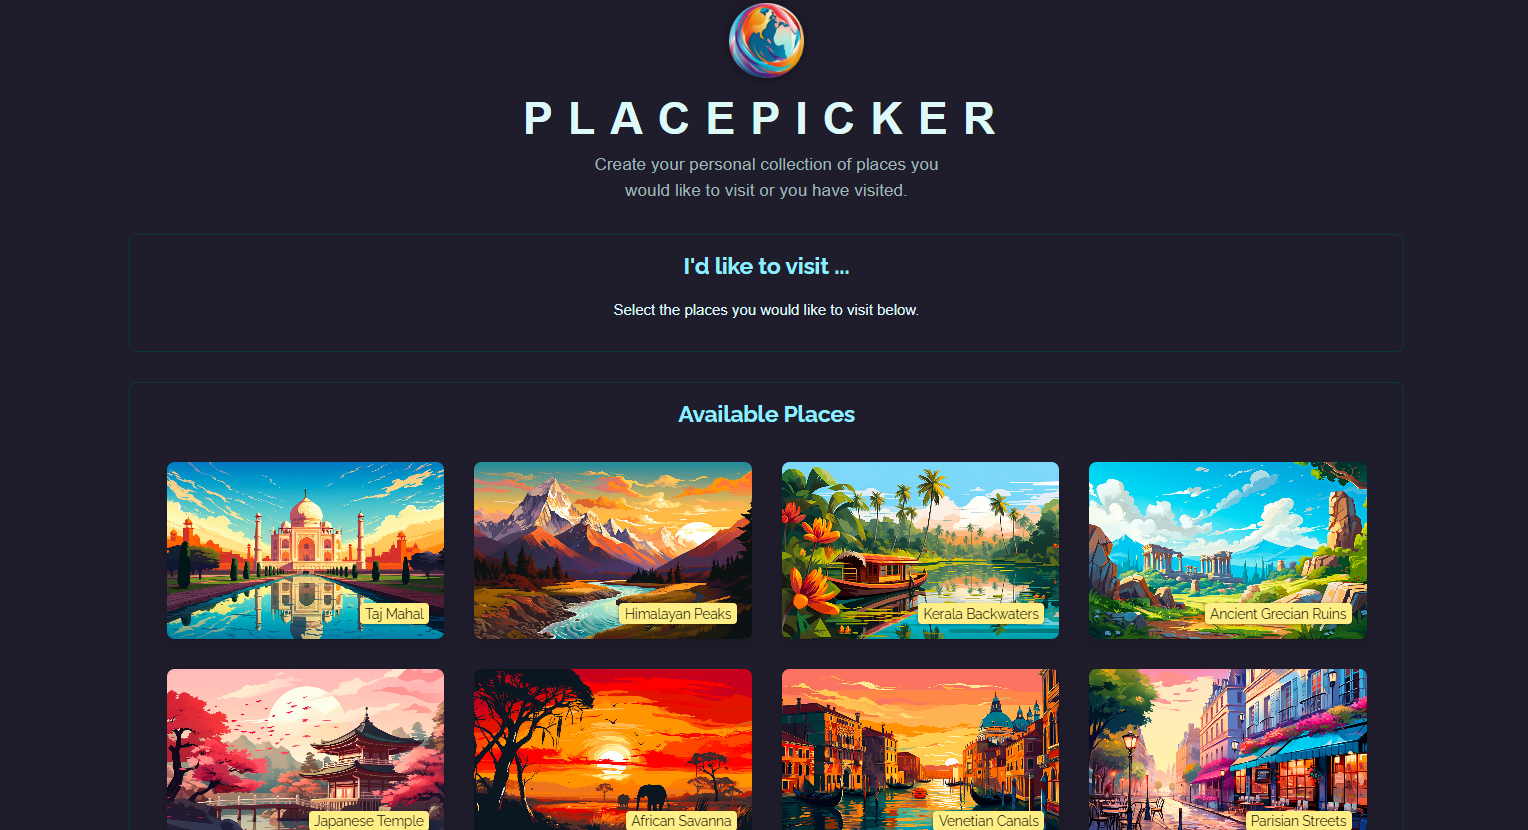 PLACEPICKER
Create your personal collection of places you
would like to visit or you have visited.
I'd like to visit ...
Select the places you would like to visit below.
Available Places
Taj Mahal
Himalayan Peaks
Kerala Backwaters
Ancient Grecian Ruins
Japanese Temple
African Savanna
Venetian Canals
Parisian Streets